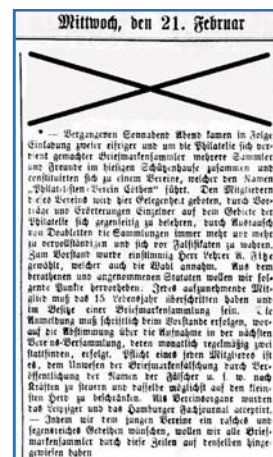 Mittwoch, den 21. Februar
* — Vergangenen Sonnabend Abend kamen in Folge
Einladung zweier eifriger und um die Philatelie sich ver-
dient gemachter Briefmarkensammler mehrere Sammler
und Freunde im hiesigen Schützenhause zusammen und
constituirten sich zu einem Vereine, welcher den Namen
„Philatelisten-Verein Cöthen“ führt. Den Mitgliedern
dieses Vereins wird hier Gelegenheit geboten, durch Vor-
träge und Erörterungen Einzelner auf dem Gebiete der
Philatelie sich gegenseitig zu belehren, durch Austausch
von Doubletten die Sammlungen immer mehr und mehr
zu vervollständigen und sich vor Falsifikaten zu wahren.
Zum Vorstand wurde einstimmig Herr Lehrer A.
gewählt, welcher auch die Wahl annahm. Aus dem
berathenen und angenommenen Statuten wollen wir fol-
gende Punkte hervorheben: Jedes aufzunehmende Mit-
glied muß das 15 Lebensjahr überschritten haben und
im Besitze einer Briefmarkensammlung sein. Die
Anmeldung muß schriftlich beim Vorstande erfolgen, wor-
auf die Abstimmung über die Aufnahme in der nächsten
Vereins-Versammlung, deren monatlich regelmäßig zwei
stattfinden, erfolgt. Pflicht eines jeden Mitgliedes ist
es, dem Unwesen der Briefmarkenfälschung durch Ver-
öffentlichung der Namen der Fälscher u. s. w. nach
Kräften zu steuern und dasselbe möglichst auf den klein-
sten Herd zu beschränken. Als Vereinsorgane wurden
das Leipziger und das Hamburger Fachjournal acceptirt.
— Indem wir dem jungen Vereine ein rasches und
segensreiches Gedeihen wünschen, wollen wir alle Brief-
markensammler durch diese Zeilen auf denselben hinge-
gewiesen haben